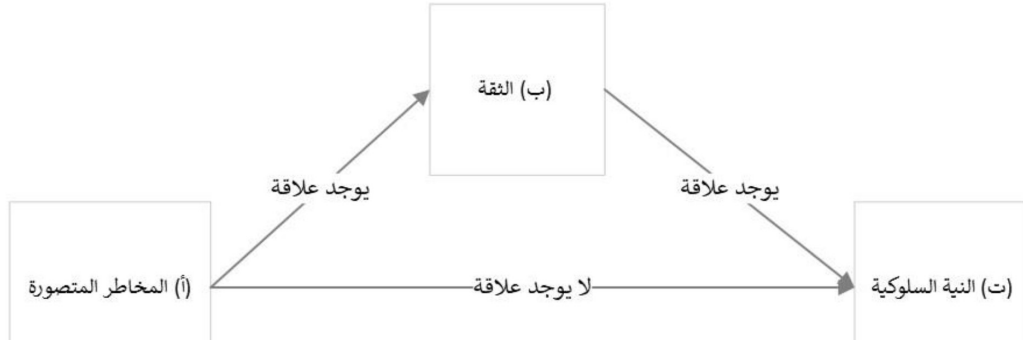 (ب) الثقة
يوجد علاقة
يوجد علاقة
(أ) المخاطر المتصورة
لا يوجد علاقة
(ت) النية السلوكية